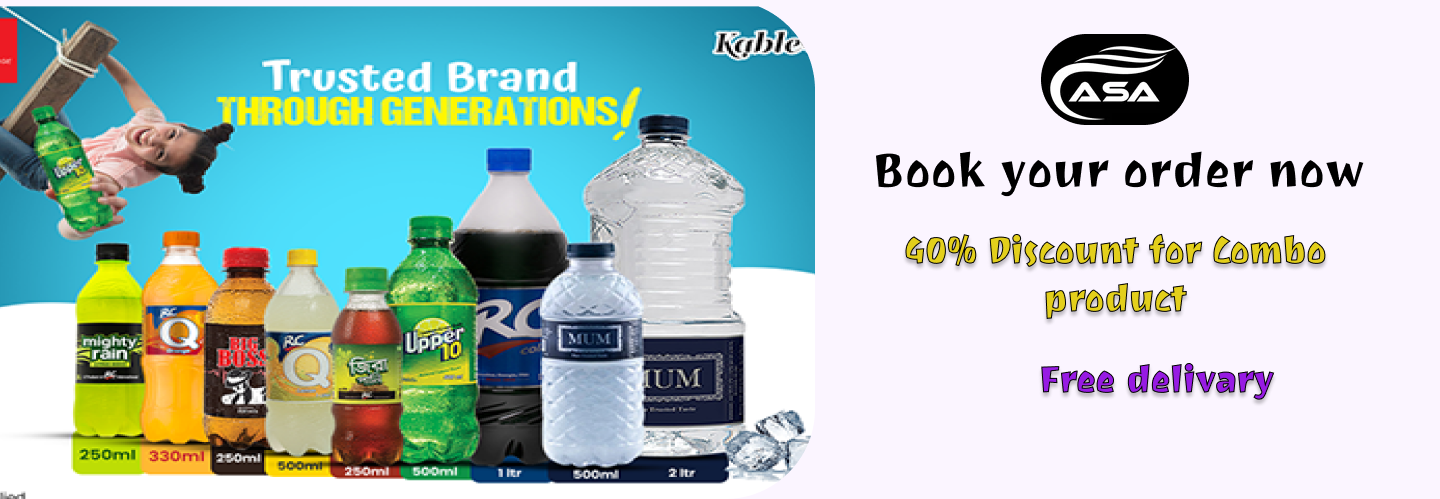 Kable
Trusted Brand
THROUGH GENERATIONS!
Upper
10
mighty
rain
RC
Q
BIG
BOSS
RC
Q
জিরা
Upper
10
RC
MUM
MUM
250ml
330ml
250ml
500ml
250ml
500ml
1 ltr
500ml
2 ltr
ASA
Book your order now
40% Discount for Combo
product
Free delivary